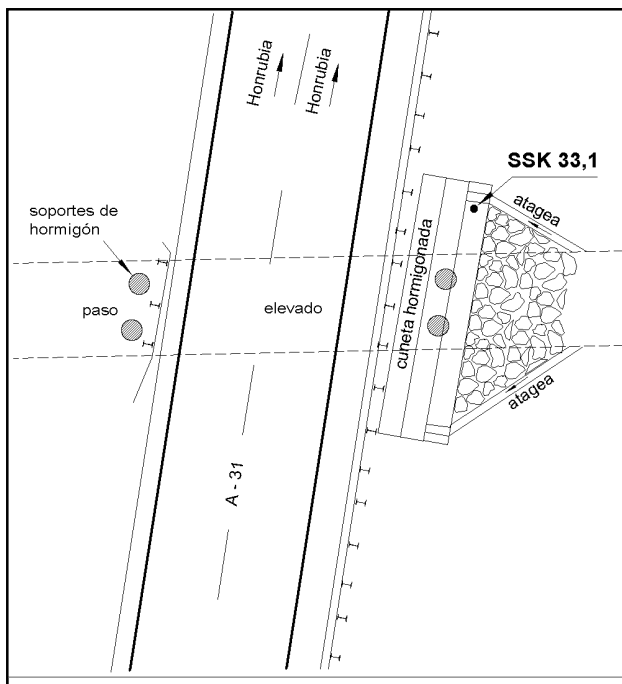 Honrubia
Honrubia
SSK 33,1
atagea
soportes de
hormigón
paso
elevado
cuneta hormigonada
atagea
A - 31